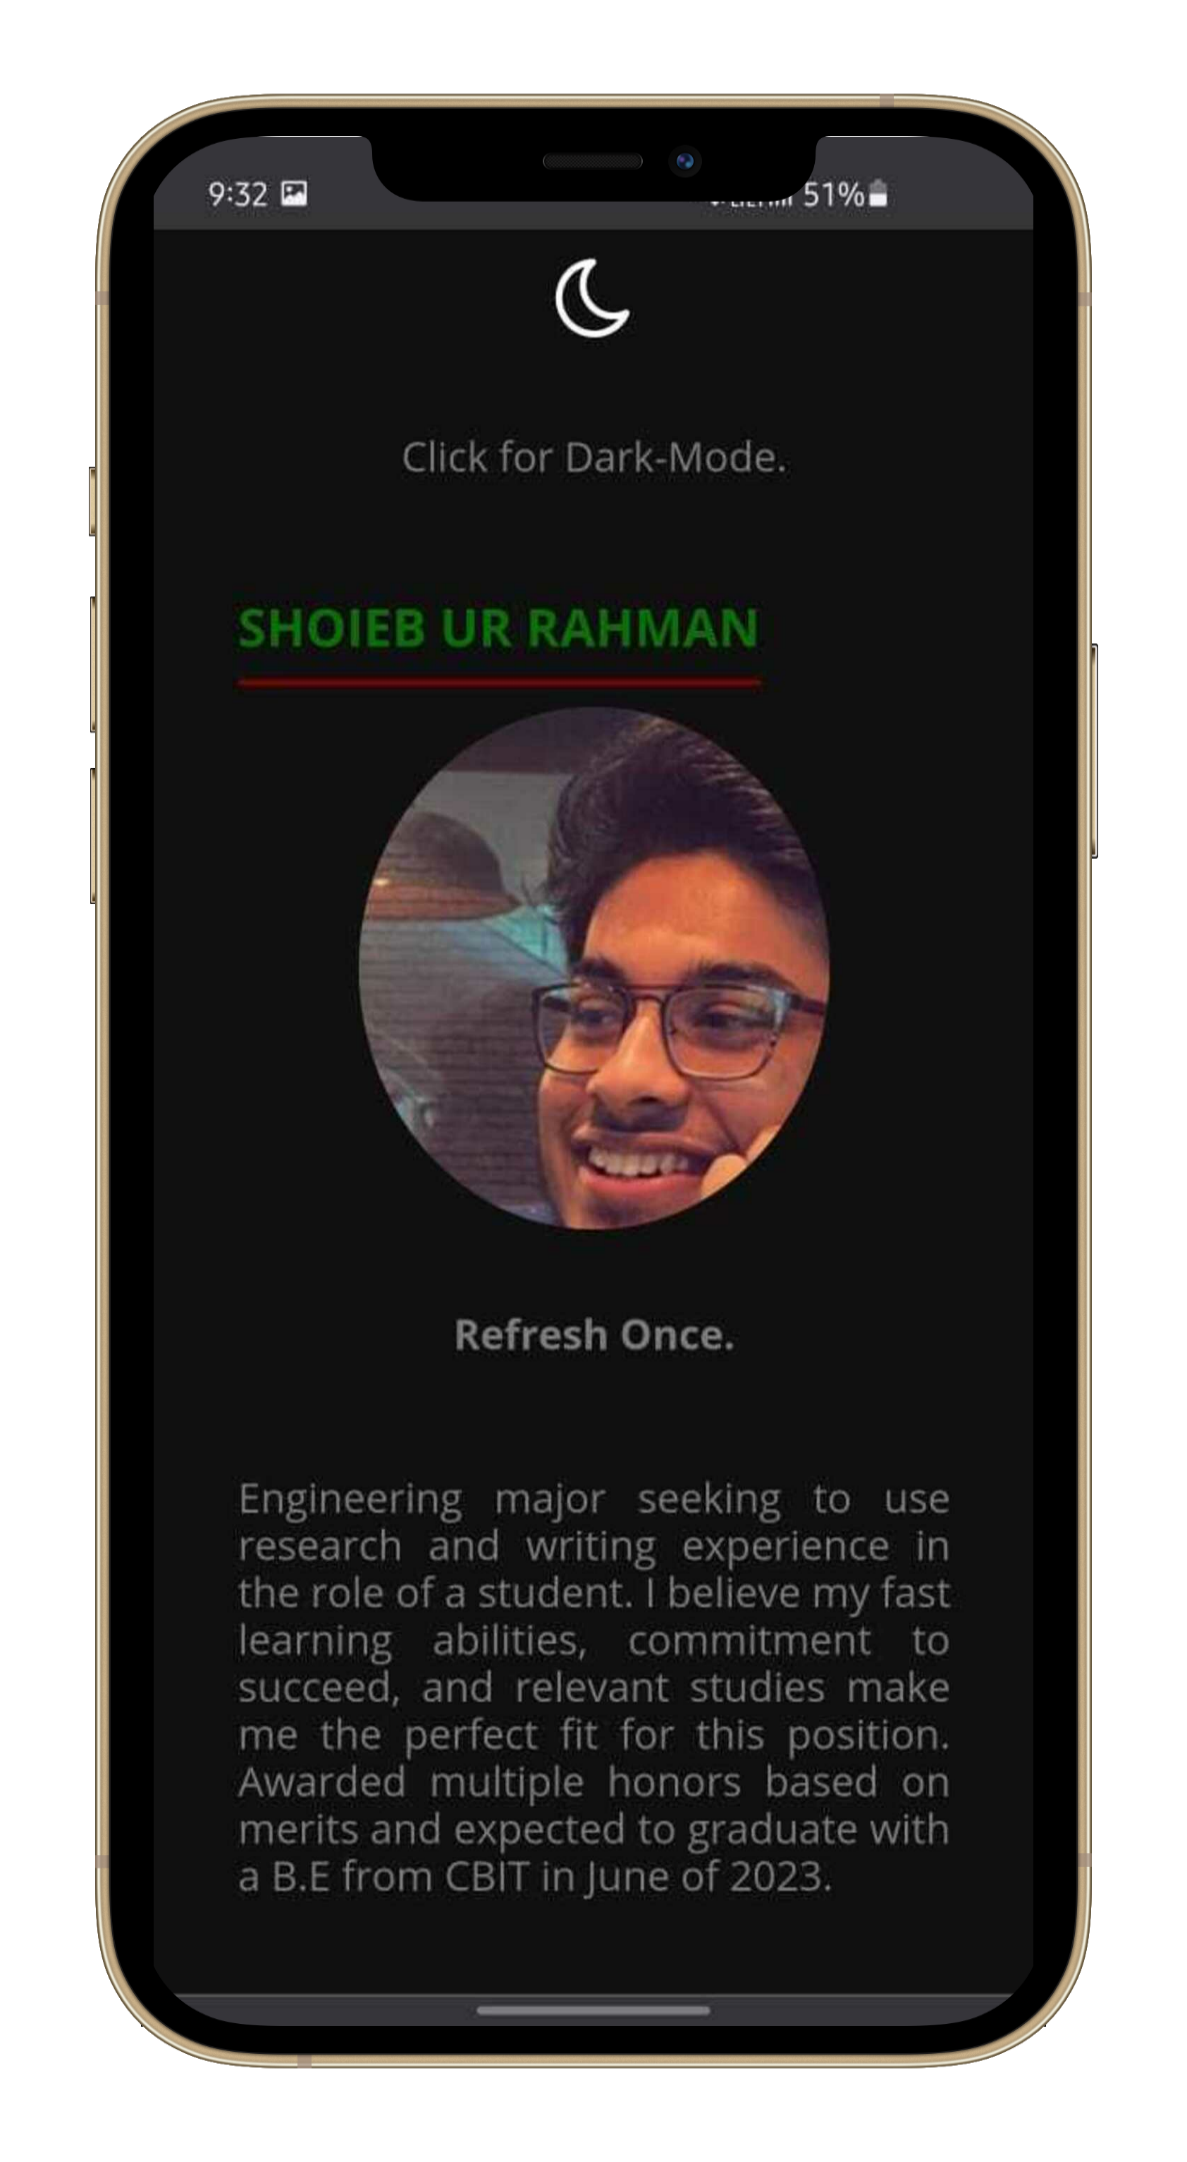 9:32
51%
Click for Dark-Mode.
SHOIEB UR RAHMAN
Refresh Once.
Engineering major seeking to use
research and writing experience in
the role of a student. I believe my fast
learning abilities, commitment to
succeed, and relevant studies make
me the perfect fit for this position.
Awarded multiple honors based on
merits and expected to graduate with
a B.E from CBIT in June of 2023.